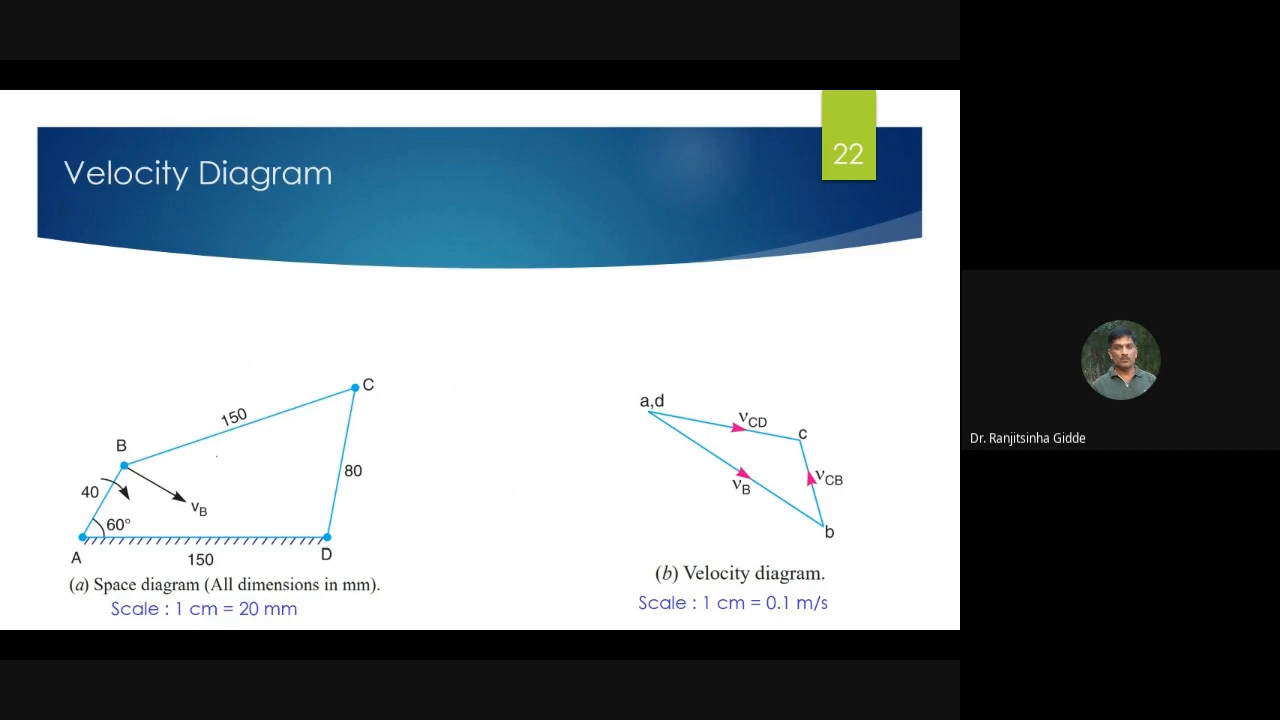 Velocity Diagram
22
C
150
B
80
40
v_B
60°
A
150
D
(a) Space diagram (All dimensions in mm).
Scale : 1 cm = 20 mm
a,d
v_CD
c
v_CB
v_B
b
(b) Velocity diagram.
Scale : 1 cm = 0.1 m/s
Dr. Ranjitsinha Gidde